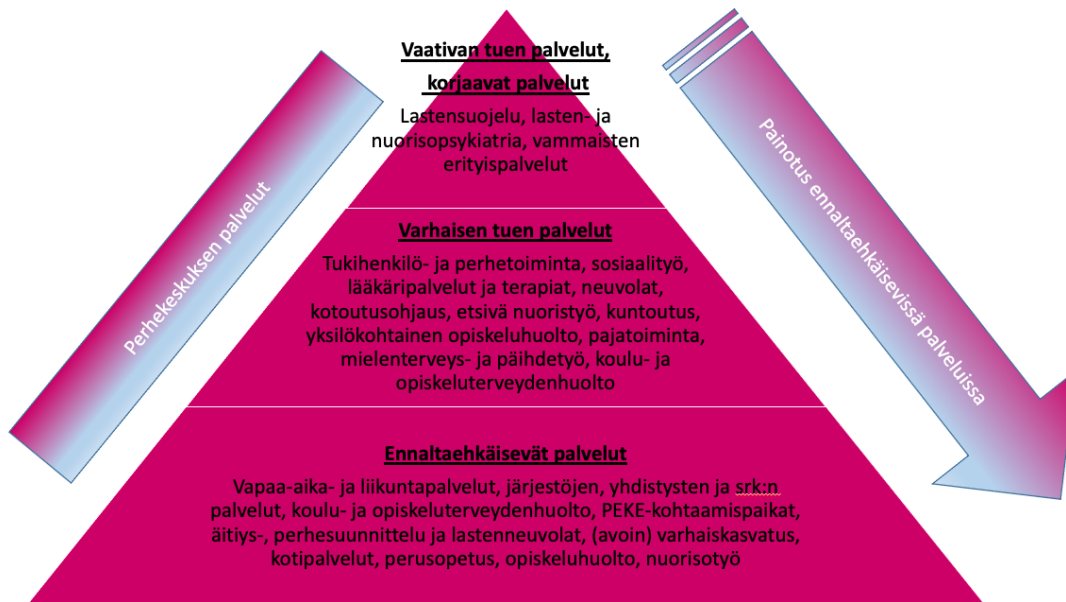 Vaativan tuen palvelut,
korjaavat palvelut
Lastensuojelu, lasten- ja
nuorisopsykiatria, vammaisten
erityispalvelut
Perhekeskuksen palvelut
Painotus ennaltaehkäisevissä palveluissa
Varhaisen tuen palvelut
Tukihenkilö- ja perhetoiminta, sosiaalityö,
lääkäripalvelut ja terapiat, neuvolat,
kotoutusohjaus, etsivä nuoristyö, kuntoutus,
yksilökohtainen opiskeluhuolto, pajatoiminta,
mielenterveys- ja päihdetyö, koulu- ja
opiskeluterveydenhuolto
Ennaltaehkäisevät palvelut
Vapaa-aika- ja liikuntapalvelut, järjestöjen, yhdistysten ja srk:n
palvelut, koulu- ja opiskeluterveydenhuolto, PEKE-kohtaamispaikat,
äitiys-, perhesuunnittelu ja lastenneuvolat, (avoin) varhaiskasvatus,
kotipalvelut, perusopetus, opiskeluhuolto, nuorisotyö